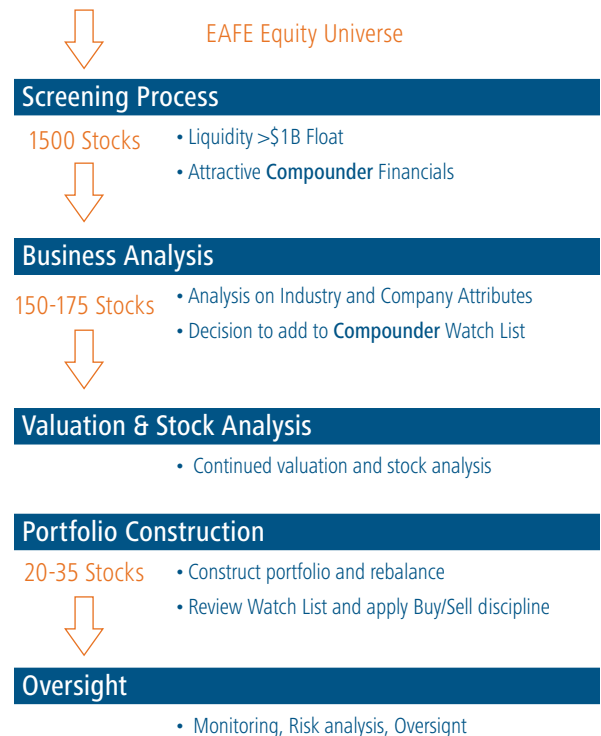 EAFE Equity Universe
Screening Process
1500 Stocks
• Liquidity >$1B Float
• Attractive Compounder Financials
Business Analysis
150-175 Stocks
• Analysis on Industry and Company Attributes
• Decision to add to Compounder Watch List
Valuation & Stock Analysis
• Continued valuation and stock analysis
Portfolio Construction
20-35 Stocks
• Construct portfolio and rebalance
• Review Watch List and apply Buy/Sell discipline
Oversight
• Monitoring, Risk analysis, Oversight